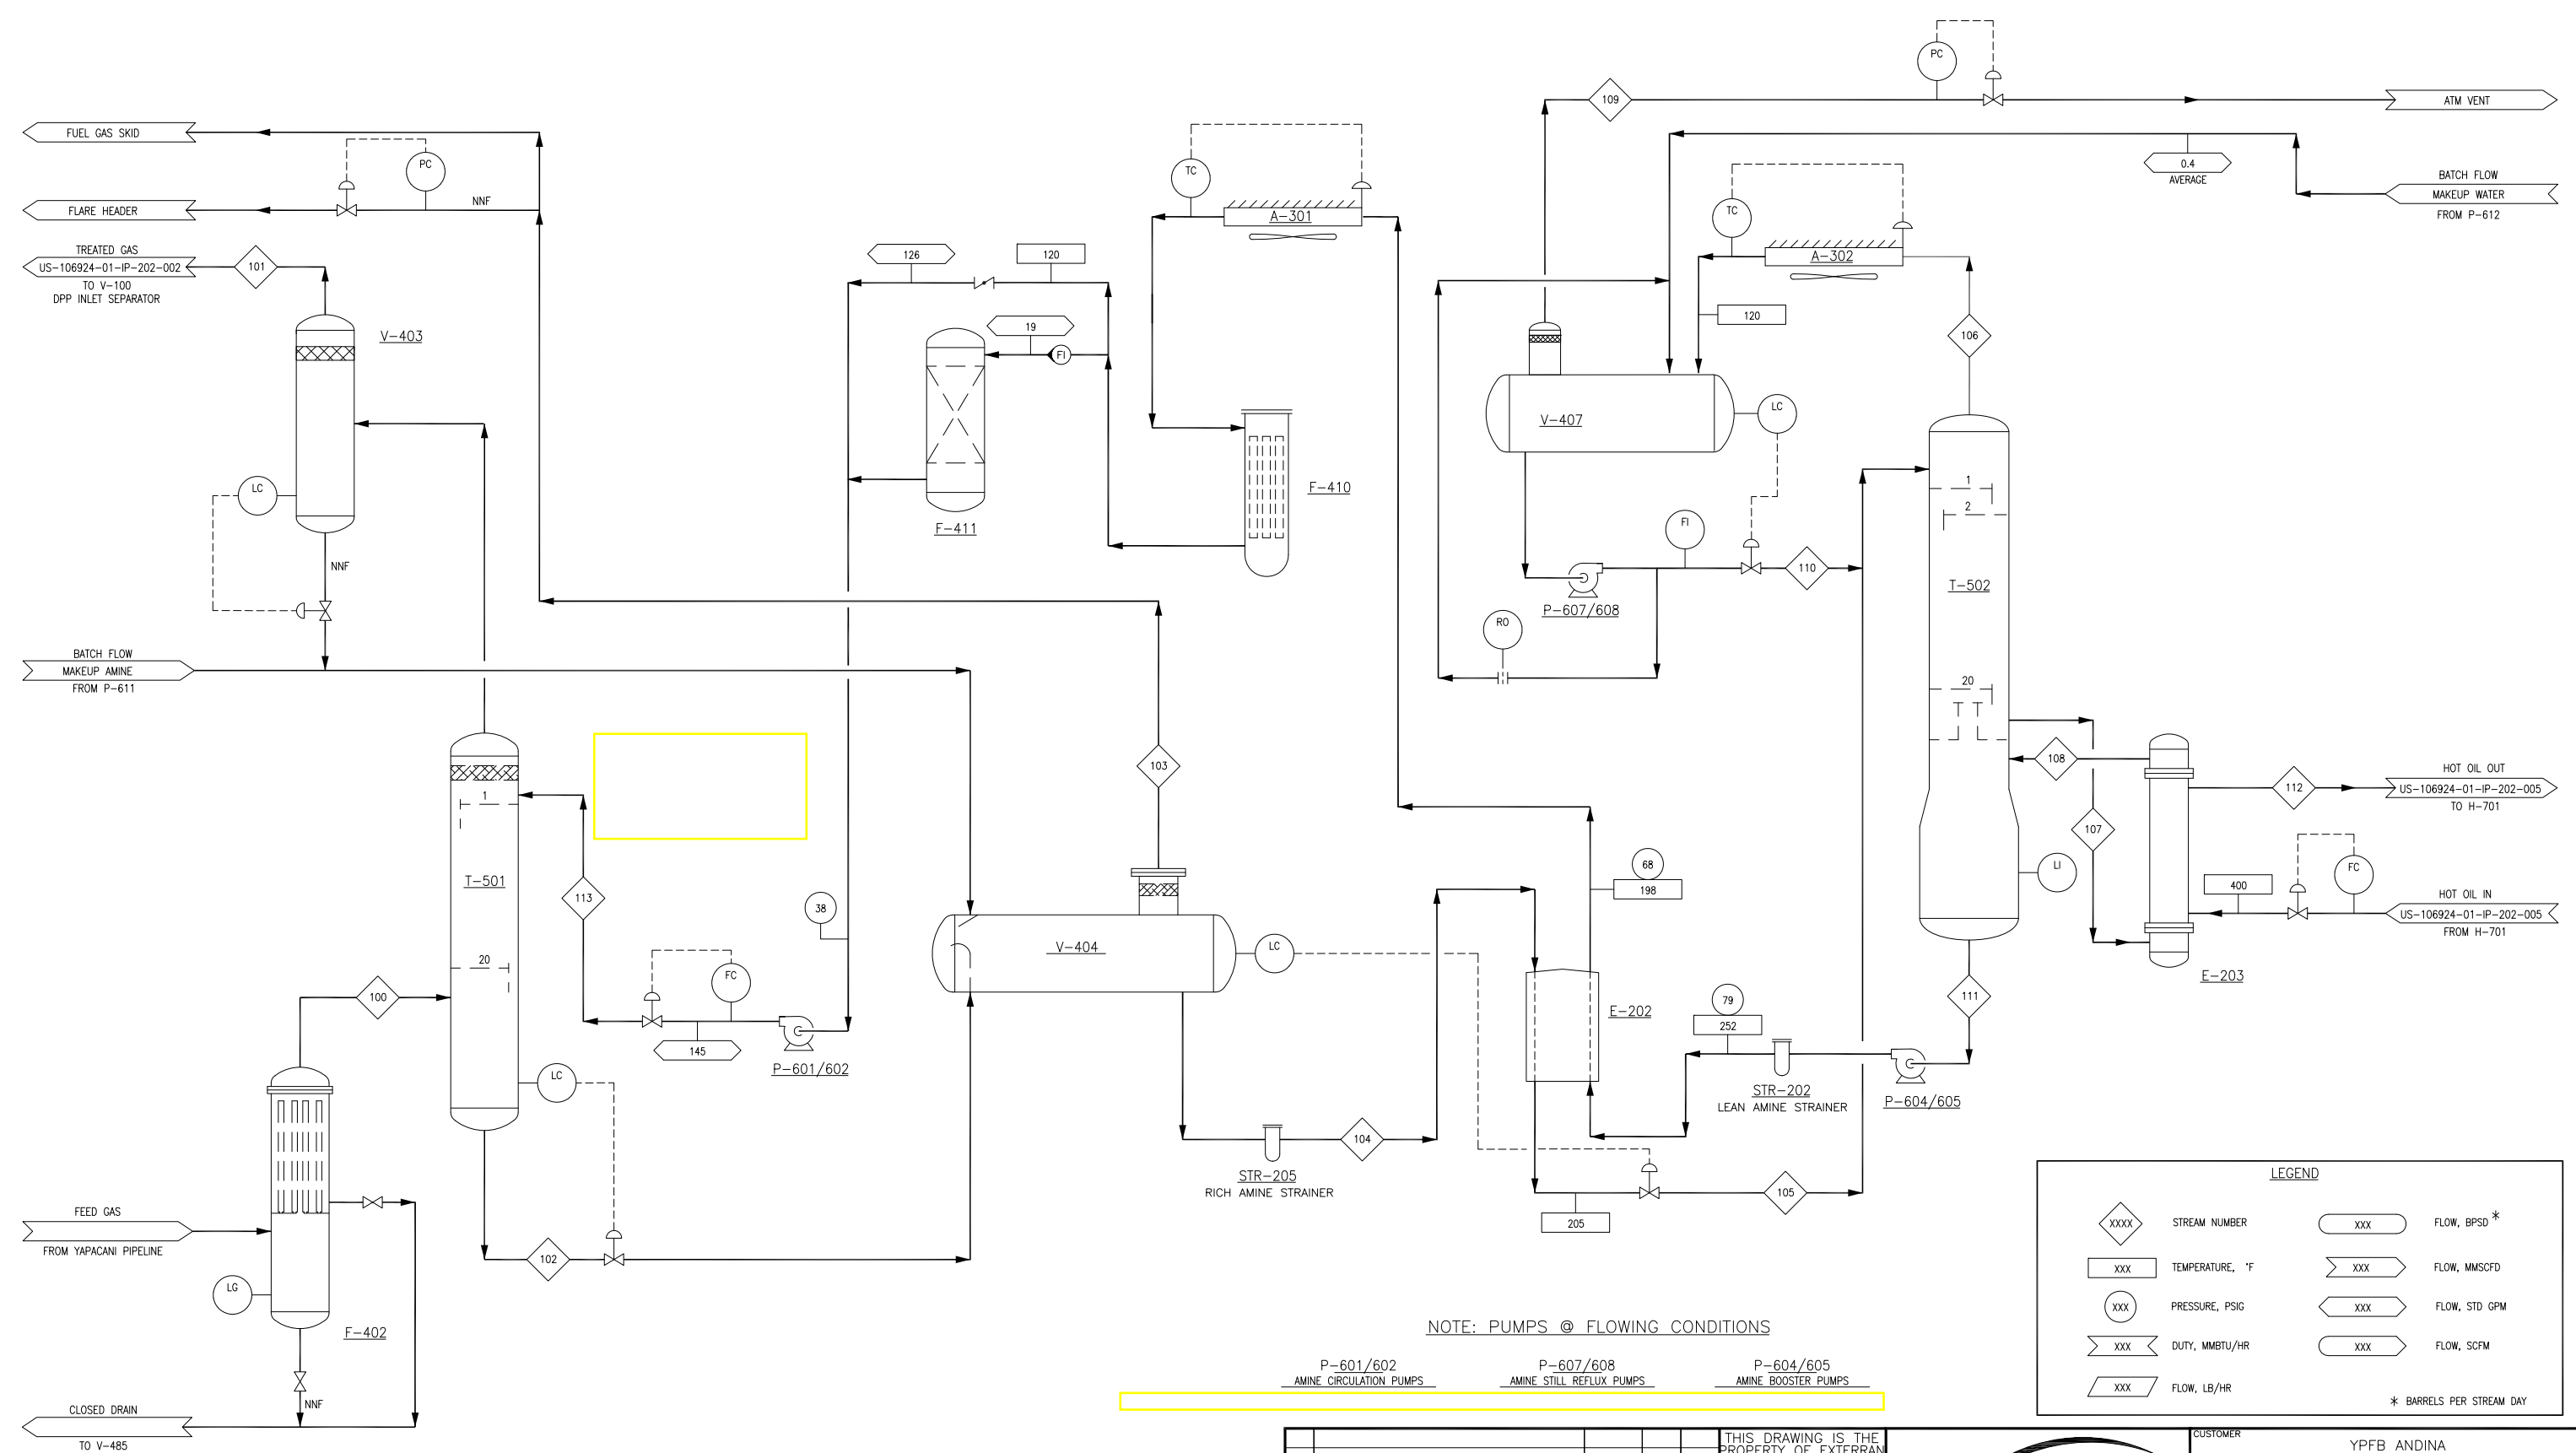 PC
109
ATM VENT
FUEL GAS SKID
PC
NNF
FLARE HEADER
TC
A-301
0.4
AVERAGE
BATCH FLOW
MAKEUP WATER
FROM P-612
TC
A-302
TREATED GAS
US-106924-01-IP-202-002
101
TO V-100
DPP INLET SEPARATOR
126
120
19
FI
120
106
V-403
V-407
LC
LC
F-410
F-411
1
2
FI
110
T-502
NNF
P-607/608
RO
BATCH FLOW
MAKEUP AMINE
FROM P-611
20
103
108
HOT OIL OUT
112
US-106924-01-IP-202-005
TO H-701
107
1
T-501
113
68
198
LI
400
FC
HOT OIL IN
US-106924-01-IP-202-005
FROM H-701
38
V-404
LC
20
FC
100
145
P-601/602
E-203
79
252
111
E-202
LC
STR-202
LEAN AMINE STRAINER
P-604/605
104
STR-205
RICH AMINE STRAINER
105
205
FEED GAS
FROM YAPACANI PIPELINE
102
LG
F-402
NNF
CLOSED DRAIN
TO V-485
LEGEND
XXXX STREAM NUMBER
XXX FLOW, BPSD *
XXX TEMPERATURE, °F
XXX FLOW, MMSCFD
XXX PRESSURE, PSIG
XXX FLOW, STD GPM
XXX DUTY, MMBTU/HR
XXX FLOW, SCFM
XXX FLOW, LB/HR
* BARRELS PER STREAM DAY
NOTE: PUMPS @ FLOWING CONDITIONS
P-601/602
AMINE CIRCULATION PUMPS
P-607/608
AMINE STILL REFLUX PUMPS
P-604/605
AMINE BOOSTER PUMPS
THIS DRAWING IS THE
PROPERTY OF EXTERRAN
CUSTOMER
YPFB ANDINA